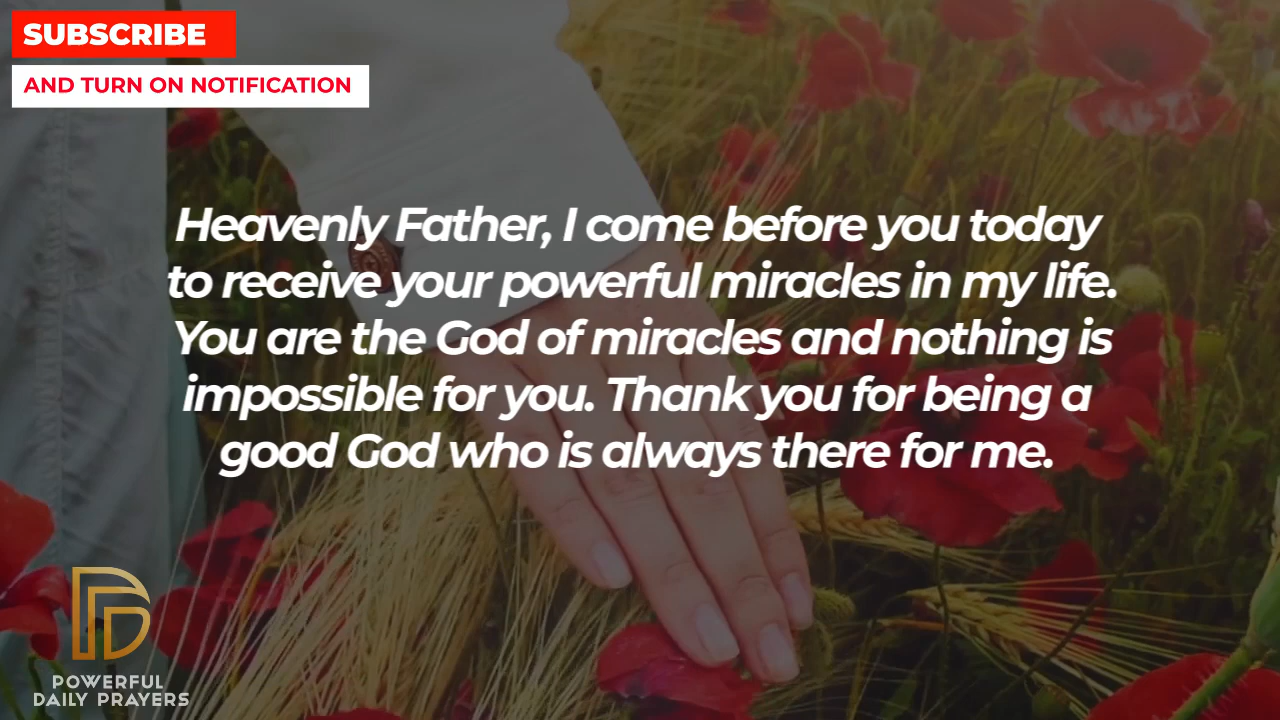 SUBSCRIBE
AND TURN ON NOTIFICATION
Heavenly Father, I come before you today
to receive your powerful miracles in my life.
You are the God of miracles and nothing is
impossible for you. Thank you for being a
good God who is always there for me.
POWERFUL
DAILY PRAYERS